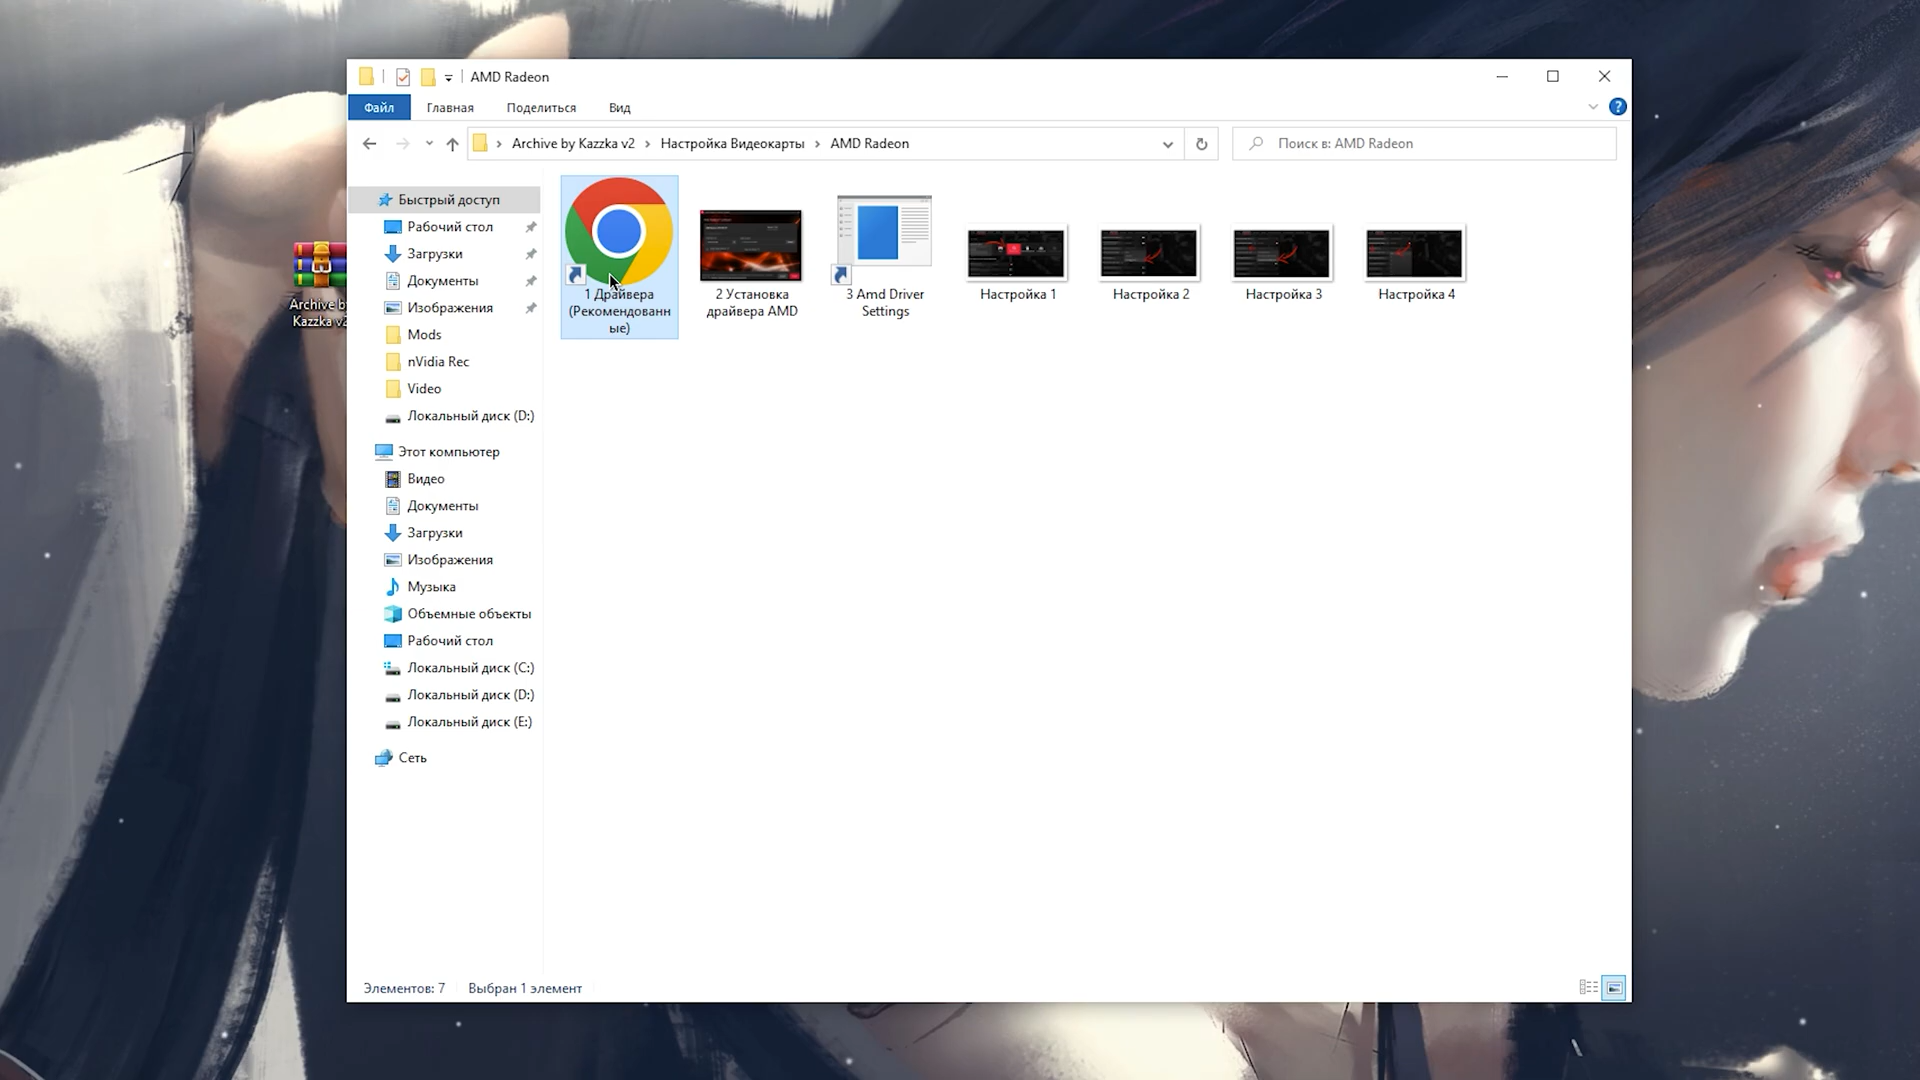 AMD Radeon
Файл Главная Поделиться Вид
Archive by Kazzka v2 Настройка Видеокарты AMD Radeon
Поиск в: AMD Radeon
Быстрый доступ
Рабочий стол
Загрузки
Документы
Изображения
Mods
nVidia Rec
Video
Локальный диск (D:)
Этот компьютер
Видео
Документы
Загрузки
Изображения
Музыка
Объемные объекты
Рабочий стол
Локальный диск (C:)
Локальный диск (D:)
Локальный диск (E:)
Сеть
Archive b
Kazzka v2
1 Драйвера
(Рекомендованн
ые)
2 Установка
драйвера AMD
3 Amd Driver
Settings
Настройка 1
Настройка 2
Настройка 3
Настройка 4
Элементов: 7 Выбран 1 элемент